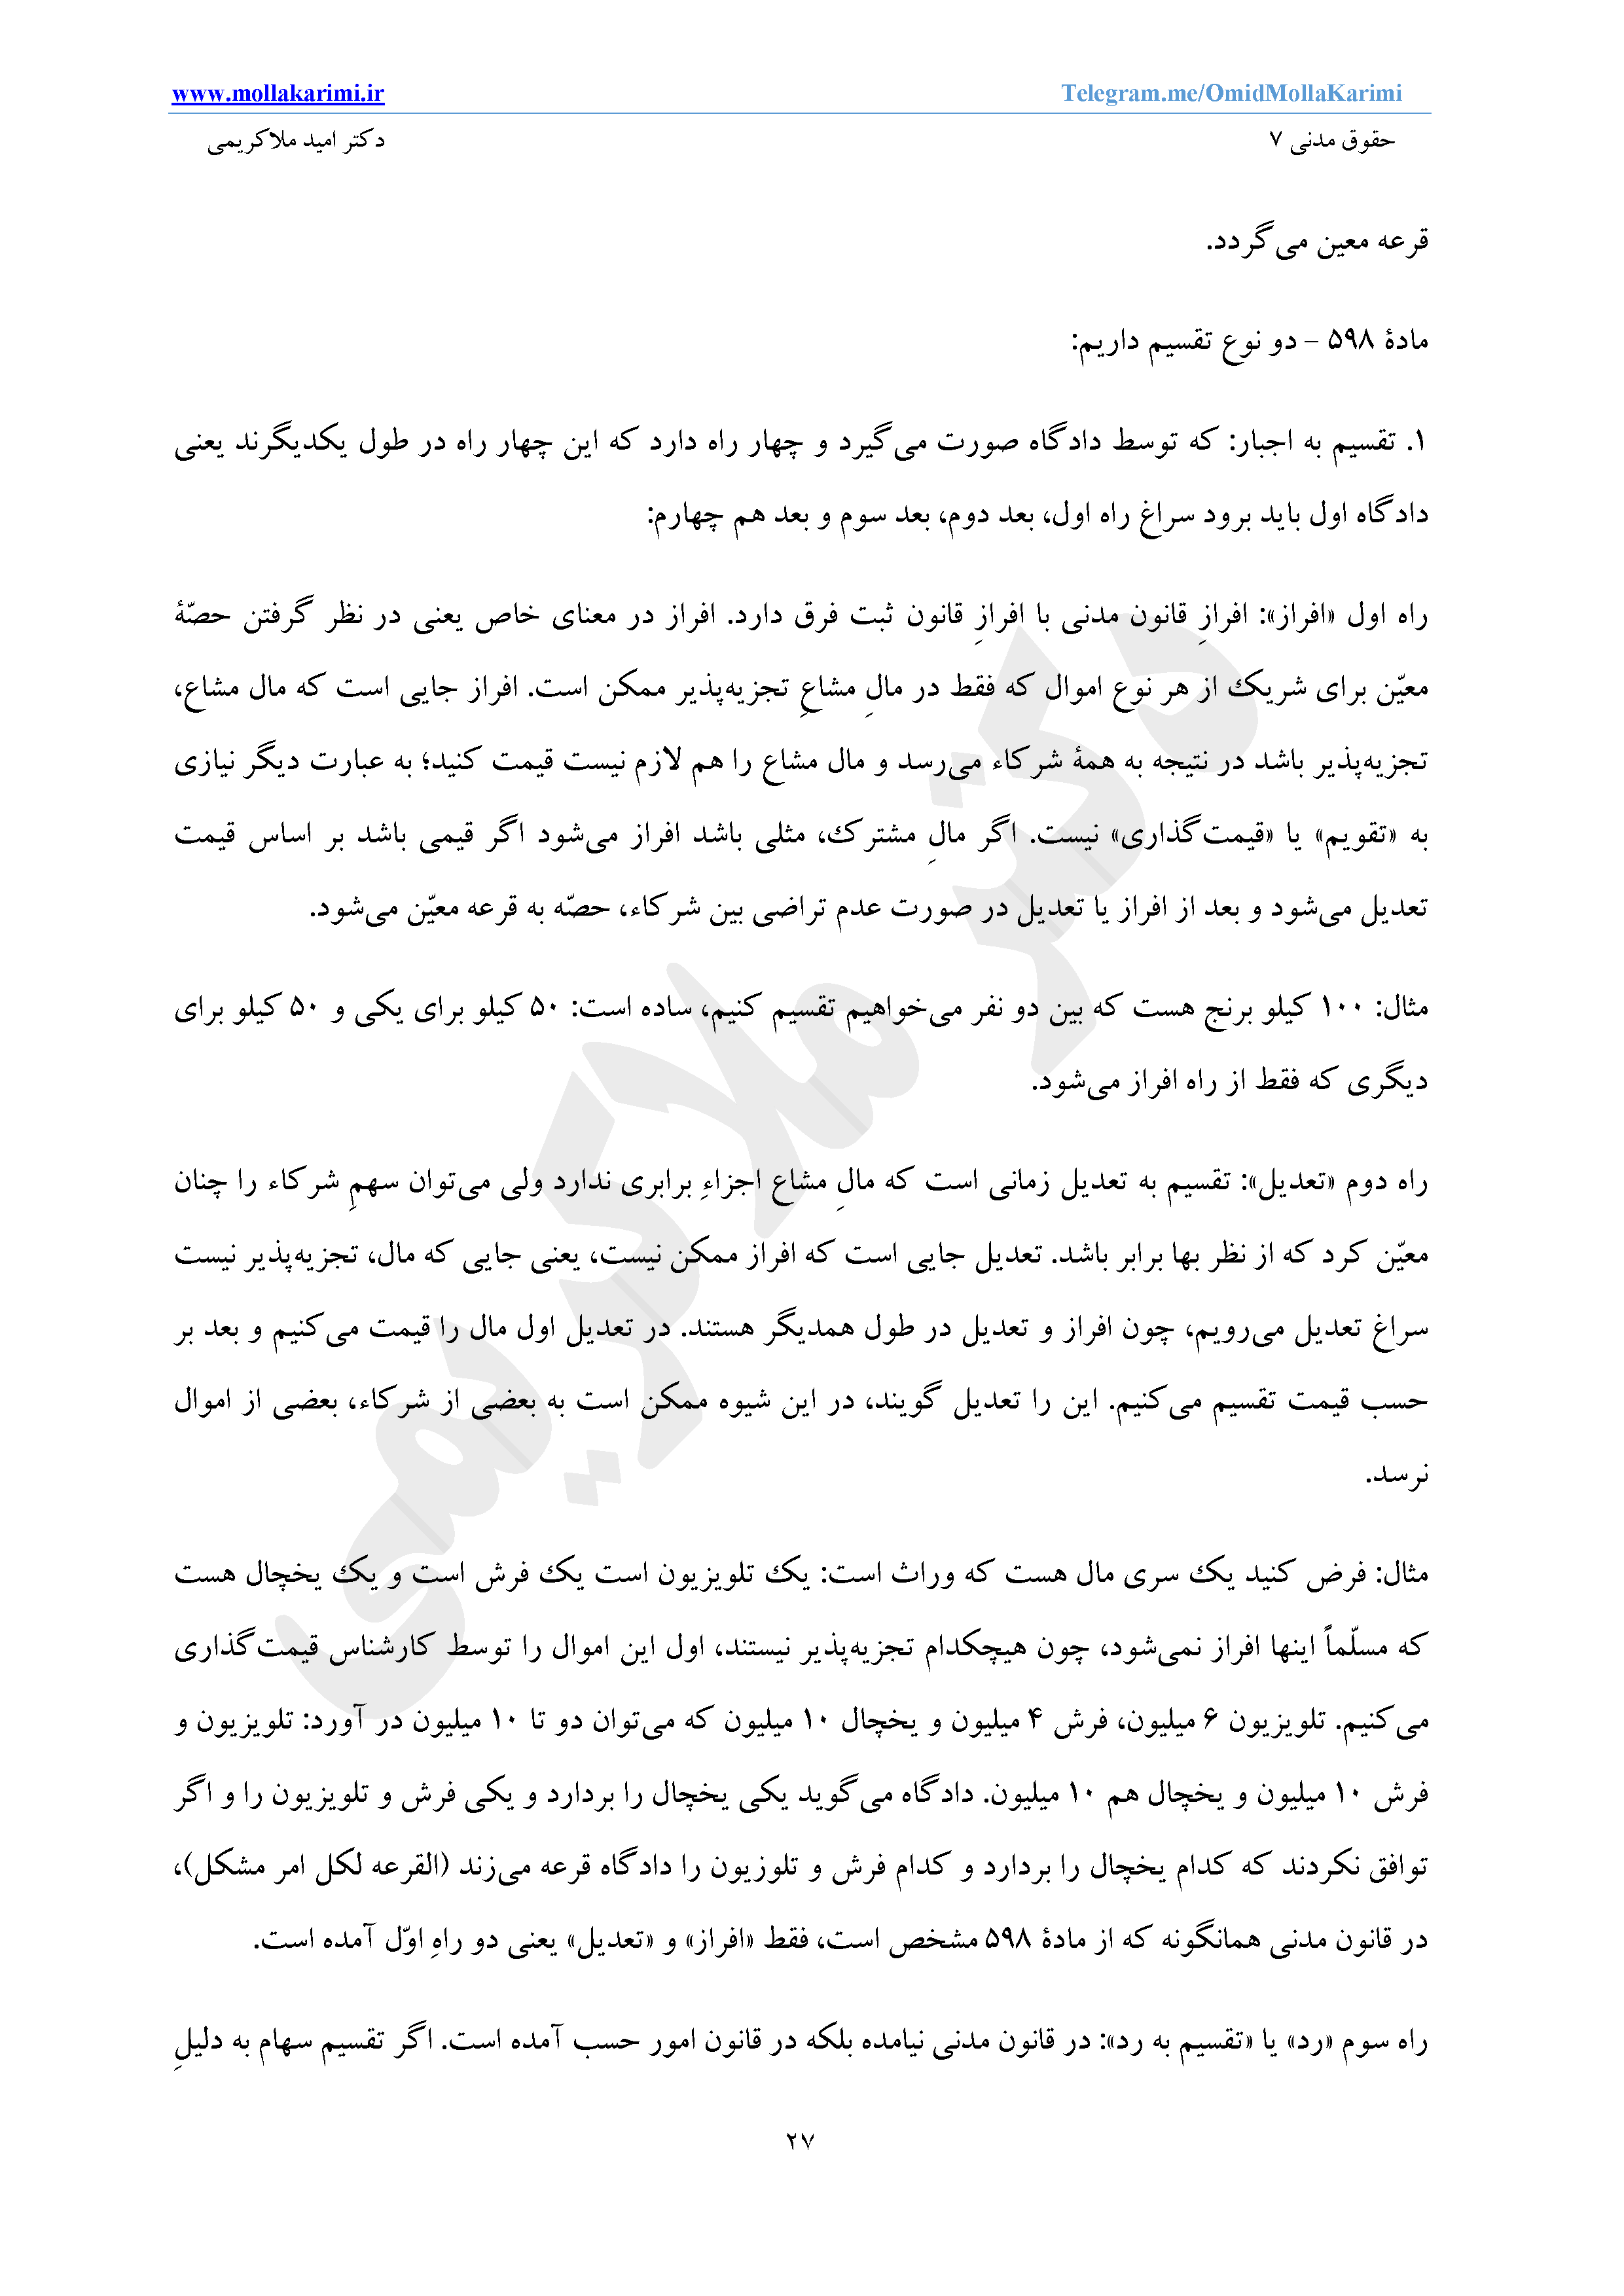 www.mollakarimi.ir Telegram.me/OmidMollaKarimi
حقوق مدنی ۷ دکتر امید ملاکریمی
قرعه معین می‌گردد.
مادهٔ ۵۹۸ – دو نوع تقسیم داریم:
۱. تقسیم به اجبار: که توسط دادگاه صورت می‌گیرد و چهار راه دارد که این چهار راه در طول یکدیگرند یعنی
دادگاه اول باید برود سراغ راه اول، بعد دوم، بعد سوم و بعد هم چهارم:
راه اول «افراز»: افرازِ قانون مدنی با افرازِ قانون ثبت فرق دارد. افراز در معنای خاص یعنی در نظر گرفتن حصّهٔ
معیّن برای شریک از هر نوع اموال که فقط در مالِ مشاعِ تجزیه‌پذیر ممکن است. افراز جایی است که مال مشاع،
تجزیه‌پذیر باشد در نتیجه به همهٔ شرکاء می‌رسد و مال مشاع را هم لازم نیست قیمت کنید؛ به عبارت دیگر نیازی
به «تقویم» یا «قیمت‌گذاری» نیست. اگر مالِ مشترک، مثلی باشد افراز می‌شود اگر قیمی باشد بر اساس قیمت
تعدیل می‌شود و بعد از افراز یا تعدیل در صورت عدم تراضی بین شرکاء، حصّه به قرعه معیّن می‌شود.
مثال: ۱۰۰ کیلو برنج هست که بین دو نفر می‌خواهیم تقسیم کنیم، ساده است: ۵۰ کیلو برای یکی و ۵۰ کیلو برای
دیگری که فقط از راه افراز می‌شود.
راه دوم «تعدیل»: تقسیم به تعدیل زمانی است که مالِ مشاع اجزاءِ برابری ندارد ولی می‌توان سهمِ شرکاء را چنان
معیّن کرد که از نظر بها برابر باشد. تعدیل جایی است که افراز ممکن نیست، یعنی جایی که مال، تجزیه‌پذیر نیست
سراغ تعدیل می‌رویم، چون افراز و تعدیل در طول همدیگر هستند. در تعدیل اول مال را قیمت می‌کنیم و بعد بر
حسب قیمت تقسیم می‌کنیم. این را تعدیل گویند، در این شیوه ممکن است به بعضی از شرکاء، بعضی از اموال
نرسد.
مثال: فرض کنید یک سری مال هست که وراث است: یک تلویزیون است یک فرش است و یک یخچال هست
که مسلّماً اینها افراز نمی‌شود، چون هیچکدام تجزیه‌پذیر نیستند، اول این اموال را توسط کارشناس قیمت‌گذاری
می‌کنیم. تلویزیون ۶ میلیون، فرش ۴ میلیون و یخچال ۱۰ میلیون که می‌توان دو تا ۱۰ میلیون در آورد: تلویزیون و
فرش ۱۰ میلیون و یخچال هم ۱۰ میلیون. دادگاه می‌گوید یکی یخچال را بردارد و یکی فرش و تلویزیون را و اگر
توافق نکردند که کدام یخچال را بردارد و کدام فرش و تلوزیون را دادگاه قرعه می‌زند (القرعه لکل امر مشکل)،
در قانون مدنی همانگونه که از مادهٔ ۵۹۸ مشخص است، فقط «افراز» و «تعدیل» یعنی دو راهِ اوّل آمده است.
راه سوم «رد» یا «تقسیم به رد»: در قانون مدنی نیامده بلکه در قانون امور حسب آمده است. اگر تقسیم سهام به دلیلِ
۲۷
دکتر ملاکریمی